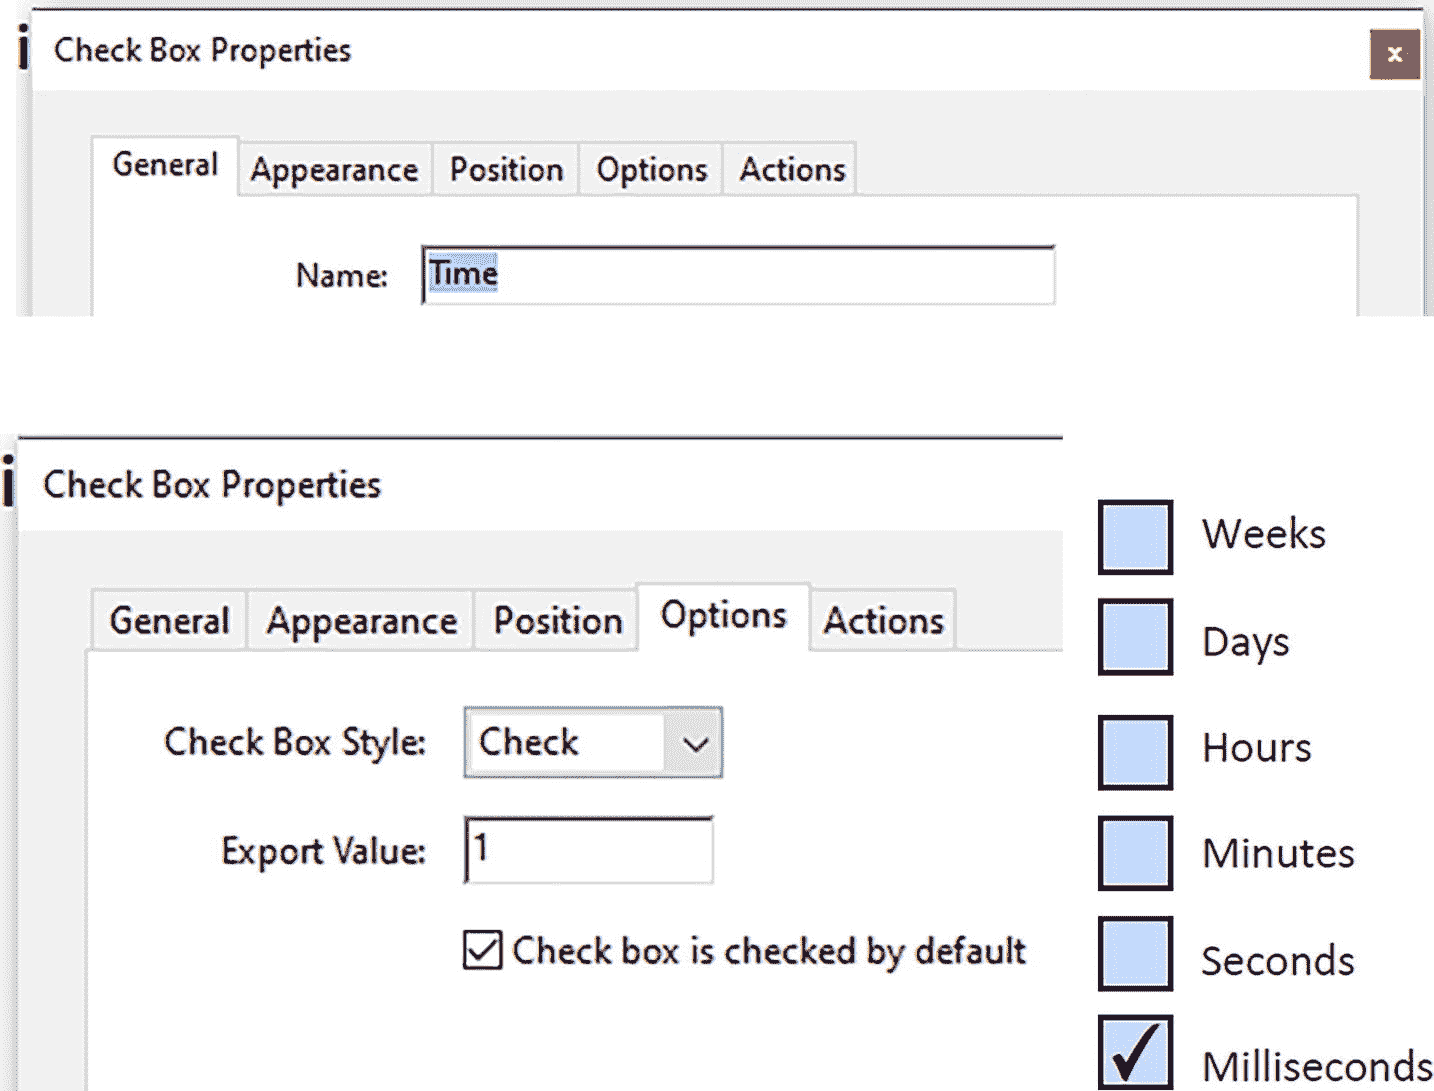 Check Box Properties
x
General Appearance Position Options Actions
Name: Time
Check Box Properties
General Appearance Position Options Actions
Check Box Style: Check
Export Value: 1
Check box is checked by default
Weeks
Days
Hours
Minutes
Seconds
Milliseconds